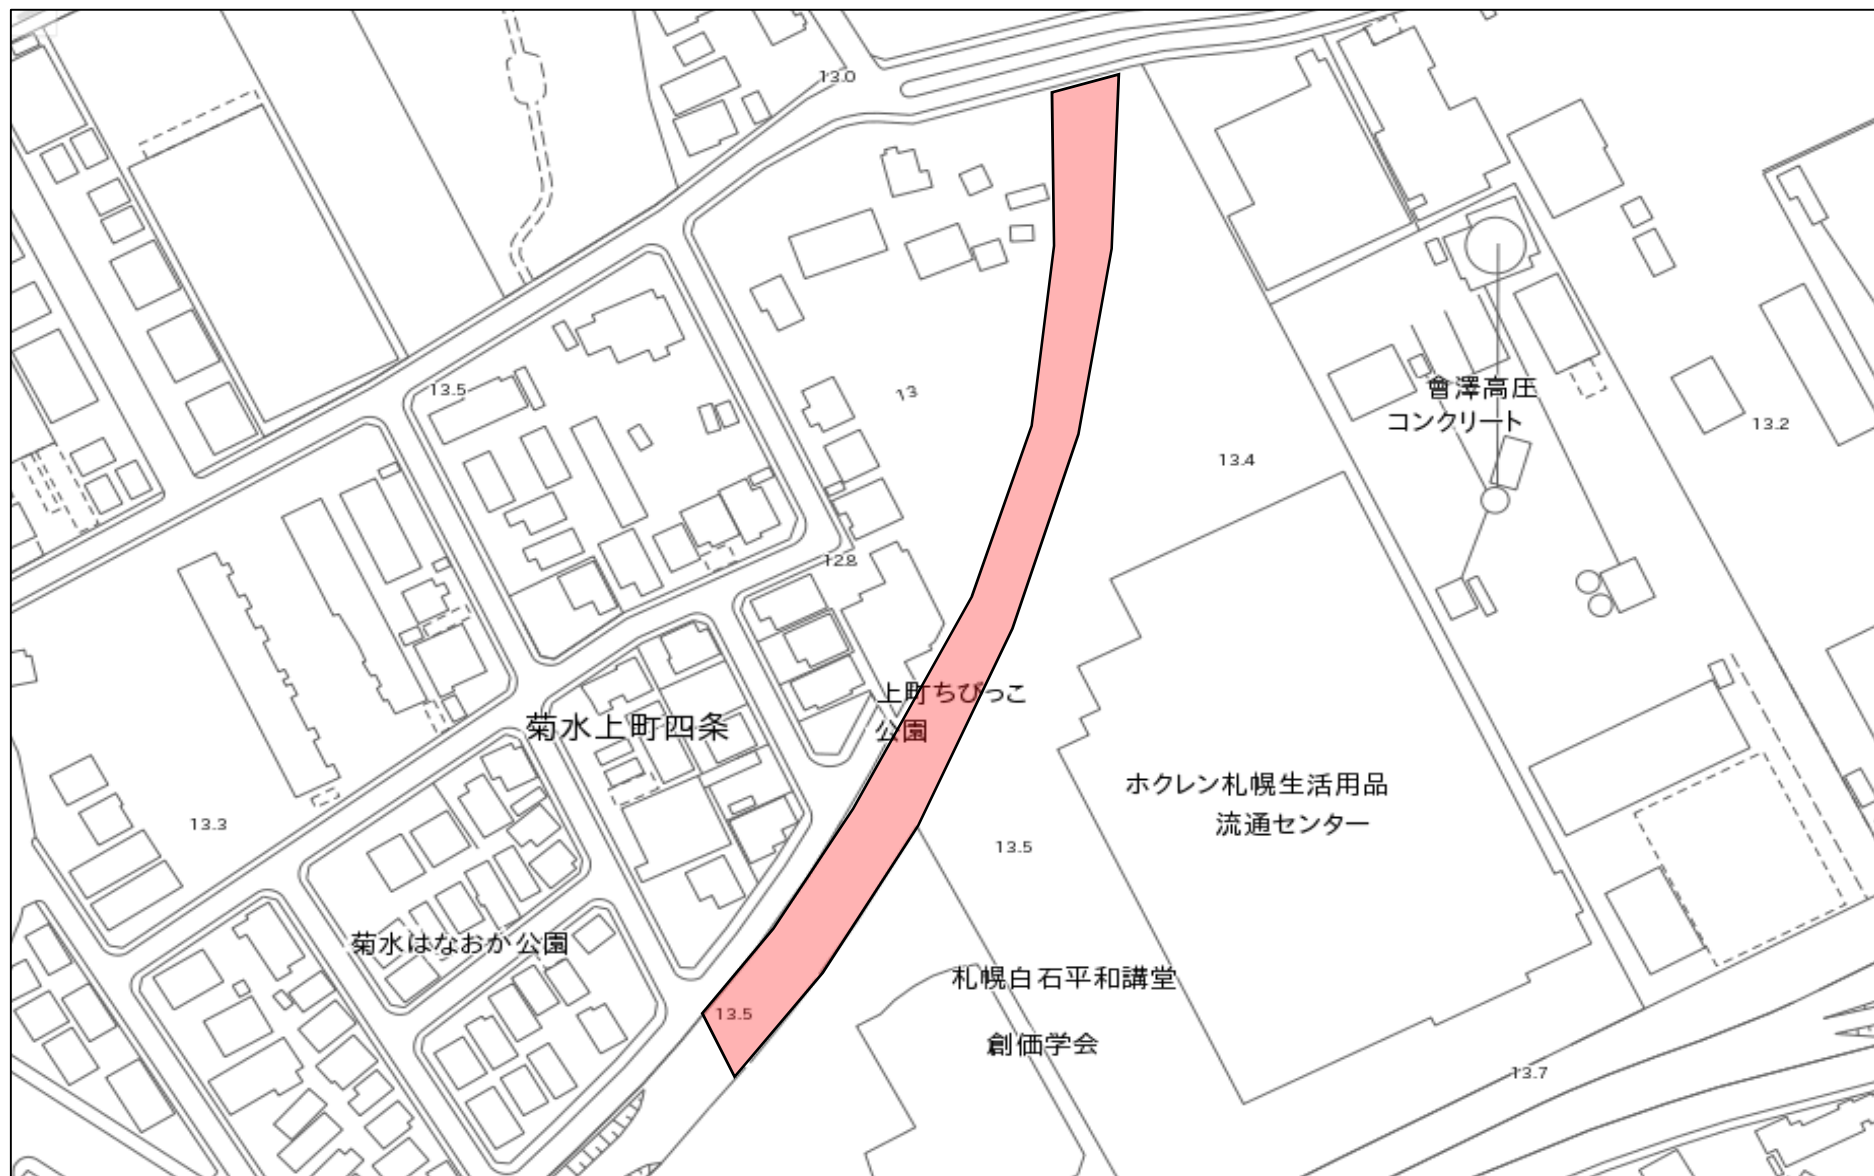 13.0
13.5
13
會澤高圧
コンクリート
13.2
13.4
12.8
上町ちびっこ
公園
菊水上町四条
ホクレン札幌生活用品
流通センター
13.3
13.5
菊水はなおか公園
札幌白石平和講堂
13.5
創価学会
13.7